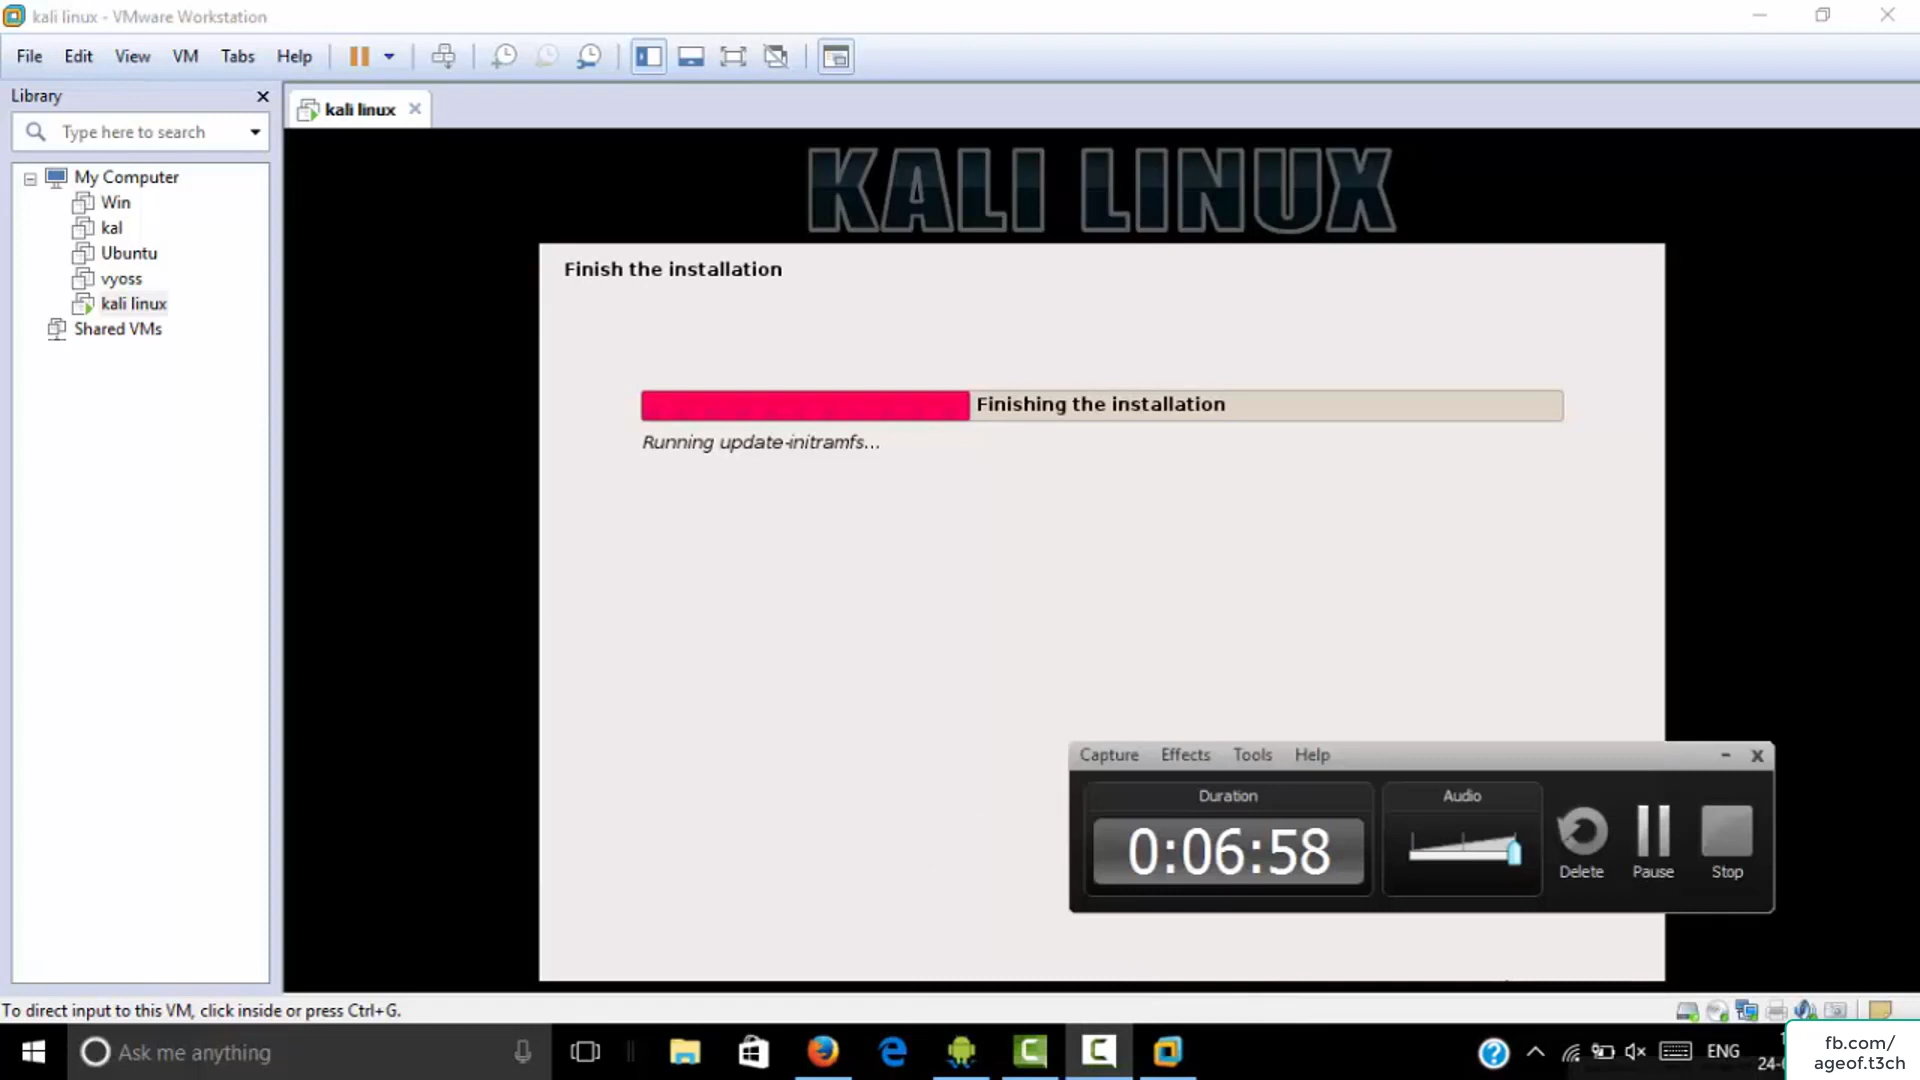 kali linux - VMware Workstation
File Edit View VM Tabs Help
Library
kali linux
Type here to search
My Computer
Win
kal
Ubuntu
vyoss
kali linux
Shared VMs
KALI LINUX
Finish the installation
Finishing the installation
Running update-initramfs...
Capture Effects Tools Help
Duration
Audio
0:06:58
Delete Pause Stop
To direct input to this VM, click inside or press Ctrl+G.
Ask me anything
ENG
fb.com/
ageof.t3ch